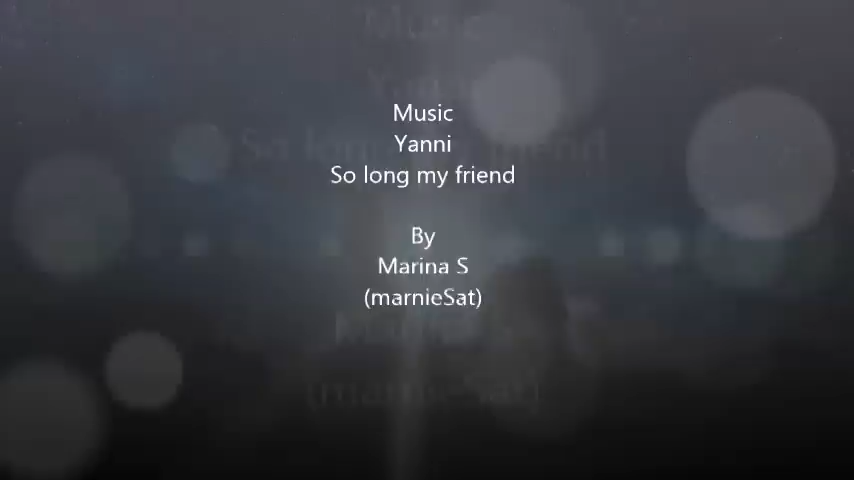 Music
Yanni
So long my friend
By
Marina S
(marnieSat)